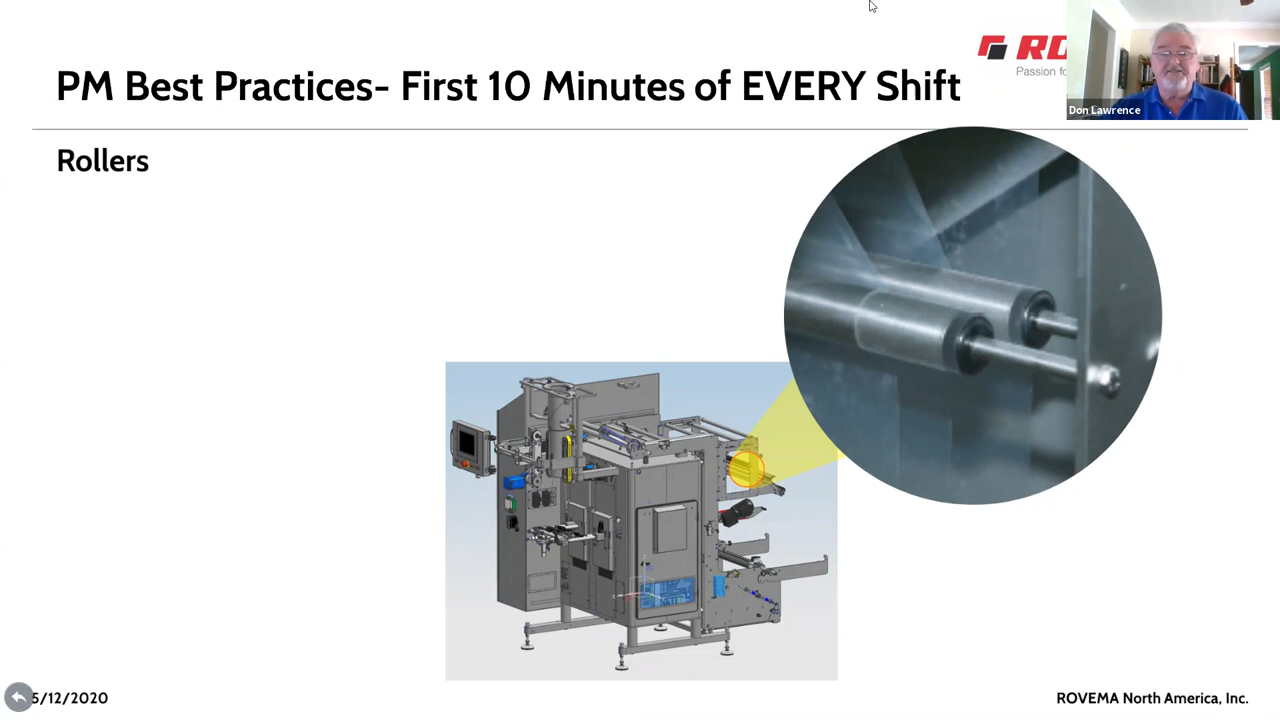 PM Best Practices- First 10 Minutes of EVERY Shift
Passion
Don Lawrence
Rollers
5/12/2020
ROVEMA North America, Inc.